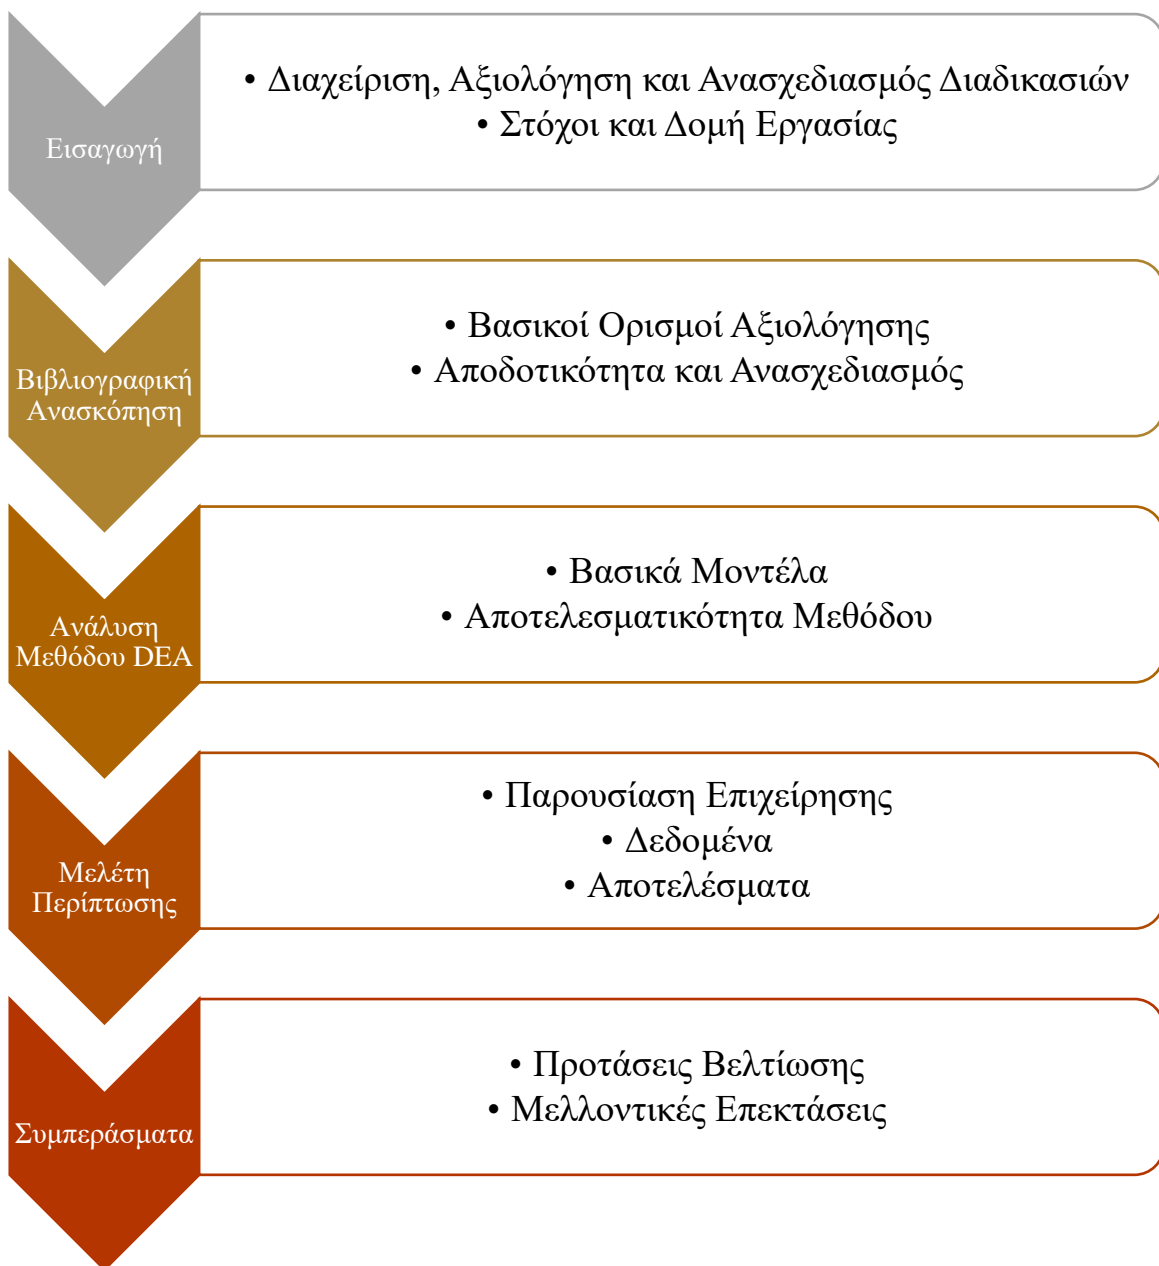 Εισαγωγή
• Διαχείριση, Αξιολόγηση και Ανασχεδιασμός Διαδικασιών
• Στόχοι και Δομή Εργασίας
Βιβλιογραφική
Ανασκόπηση
• Βασικοί Ορισμοί Αξιολόγησης
• Αποδοτικότητα και Ανασχεδιασμός
Ανάλυση
Μεθόδου DEA
• Βασικά Μοντέλα
• Αποτελεσματικότητα Μεθόδου
Μελέτη
Περίπτωσης
• Παρουσίαση Επιχείρησης
• Δεδομένα
• Αποτελέσματα
Συμπεράσματα
• Προτάσεις Βελτίωσης
• Μελλοντικές Επεκτάσεις